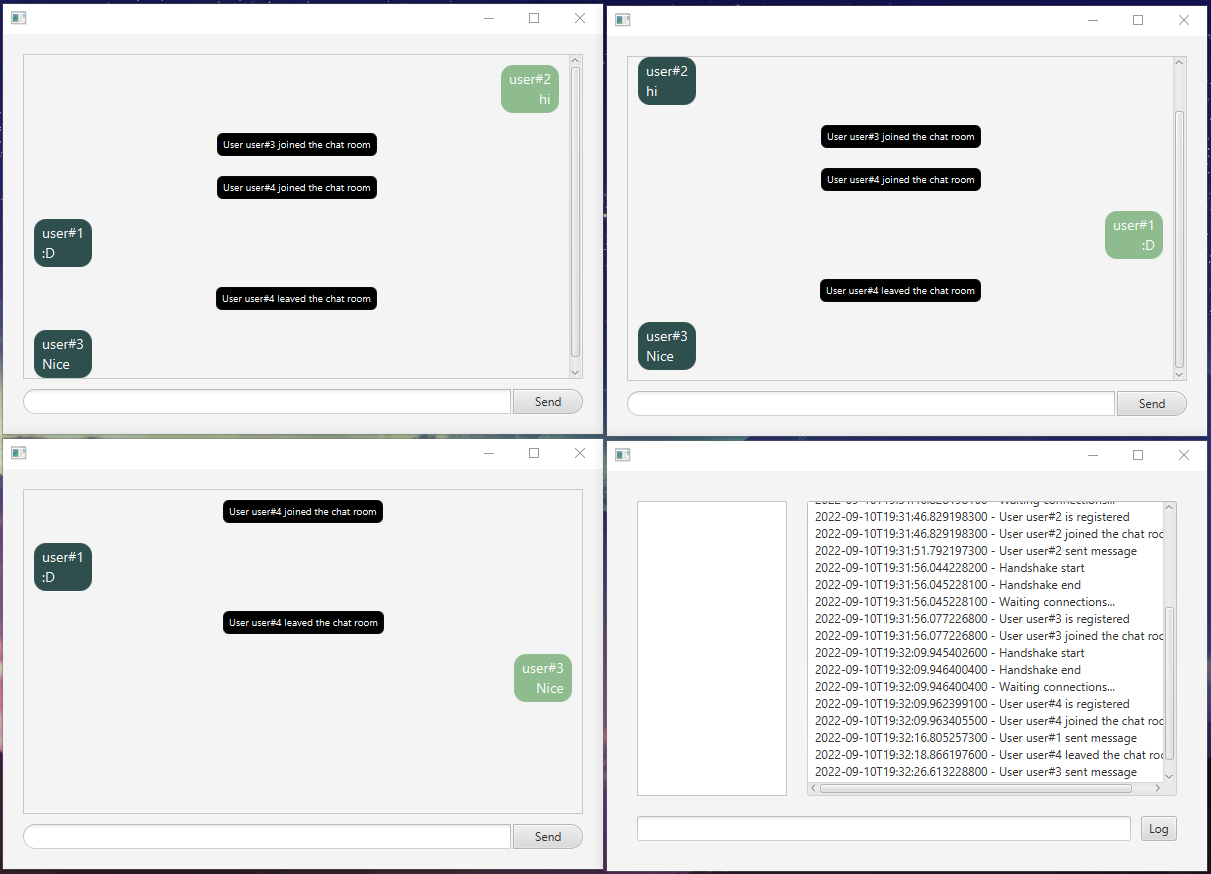 user#2
hi
User user#3 joined the chat room
User user#4 joined the chat room
user#1
:D
User user#4 leaved the chat room
user#3
Nice
Send
user#2
hi
User user#3 joined the chat room
User user#4 joined the chat room
user#1
:D
User user#4 leaved the chat room
user#3
Nice
Send
User user#4 joined the chat room
user#1
:D
User user#4 leaved the chat room
user#3
Nice
Send
Waiting connections...
2022-09-10T19:31:46.829198300 - User user#2 is registered
2022-09-10T19:31:46.829198300 - User user#2 joined the chat roo
2022-09-10T19:31:51.792197300 - User user#2 sent message
2022-09-10T19:31:56.044228200 - Handshake start
2022-09-10T19:31:56.045228100 - Handshake end
2022-09-10T19:31:56.045228100 - Waiting connections...
2022-09-10T19:31:56.077226800 - User user#3 is registered
2022-09-10T19:31:56.077226800 - User user#3 joined the chat roo
2022-09-10T19:32:09.945402600 - Handshake start
2022-09-10T19:32:09.946400400 - Handshake end
2022-09-10T19:32:09.946400400 - Waiting connections...
2022-09-10T19:32:09.962399100 - User user#4 is registered
2022-09-10T19:32:09.963405500 - User user#4 joined the chat roo
2022-09-10T19:32:16.805257300 - User user#1 sent message
2022-09-10T19:32:18.866197600 - User user#4 leaved the chat roo
2022-09-10T19:32:26.613228800 - User user#3 sent message
Log